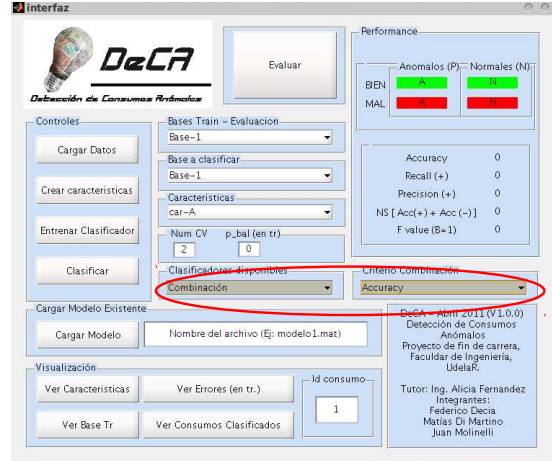 interfaz
DeCA
Detección de Consumos Anómalos
Evaluar
Performance
Anomalos (P)
Normales (N)
BIEN
A
N
MAL
A
N
Accuracy 0
Recall (+) 0
Precision (+) 0
NS [ Acc(+) + Acc (-) ] 0
F value (B=1) 0
Controles
Cargar Datos
Crear caracteristicas
Entrenar Clasificador
Clasificar
Bases Train - Evaluacion
Base-1
Base a clasificar
Base-1
Caracteristicas
car-A
Num CV
p_bal (en tr)
2
0
Clasificadores disponibles
Combinación
Criterio Combinación
Accuracy
Cargar Modelo Existente
Cargar Modelo
Nombre del archivo (Ej: modelo1.mat)
Visualización
Ver Caracteristicas
Ver Errores (en tr.)
Ver Base Tr
Ver Consumos Clasificados
Id consumo
1
DeCA - Abril 2011 (V1.0.0)
Detección de Consumos
Anómalos
Proyecto de fin de carrera,
Facultar de Ingeniería,
UdelaR.
Tutor: Ing. Alicia Fernandez
Integrantes:
Federico Decia
Matías Di Martino
Juan Molinelli